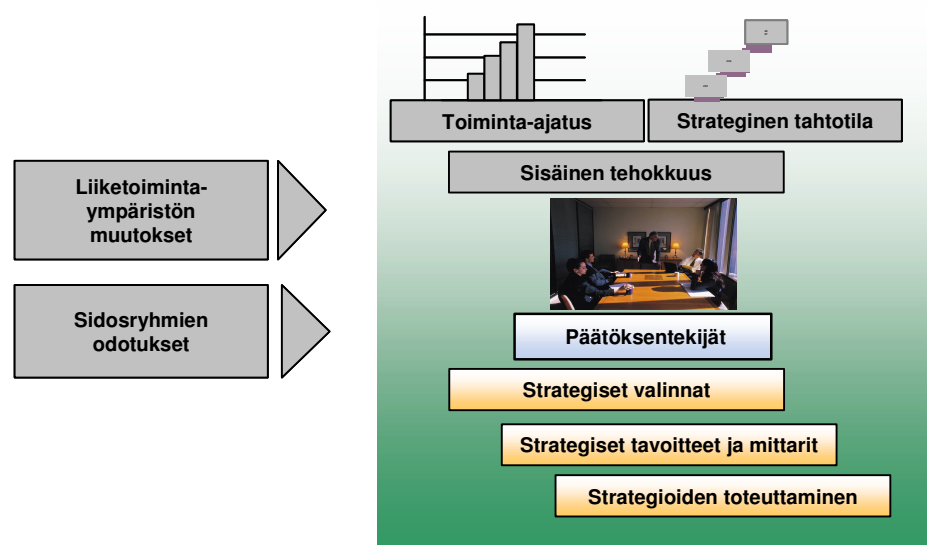 Toiminta-ajatus
Strateginen tahtotila
Sisäinen tehokkuus
Liiketoiminta-
ympäristön
muutokset
Sidosryhmien
odotukset
Päätöksentekijät
Strategiset valinnat
Strategiset tavoitteet ja mittarit
Strategioiden toteuttaminen